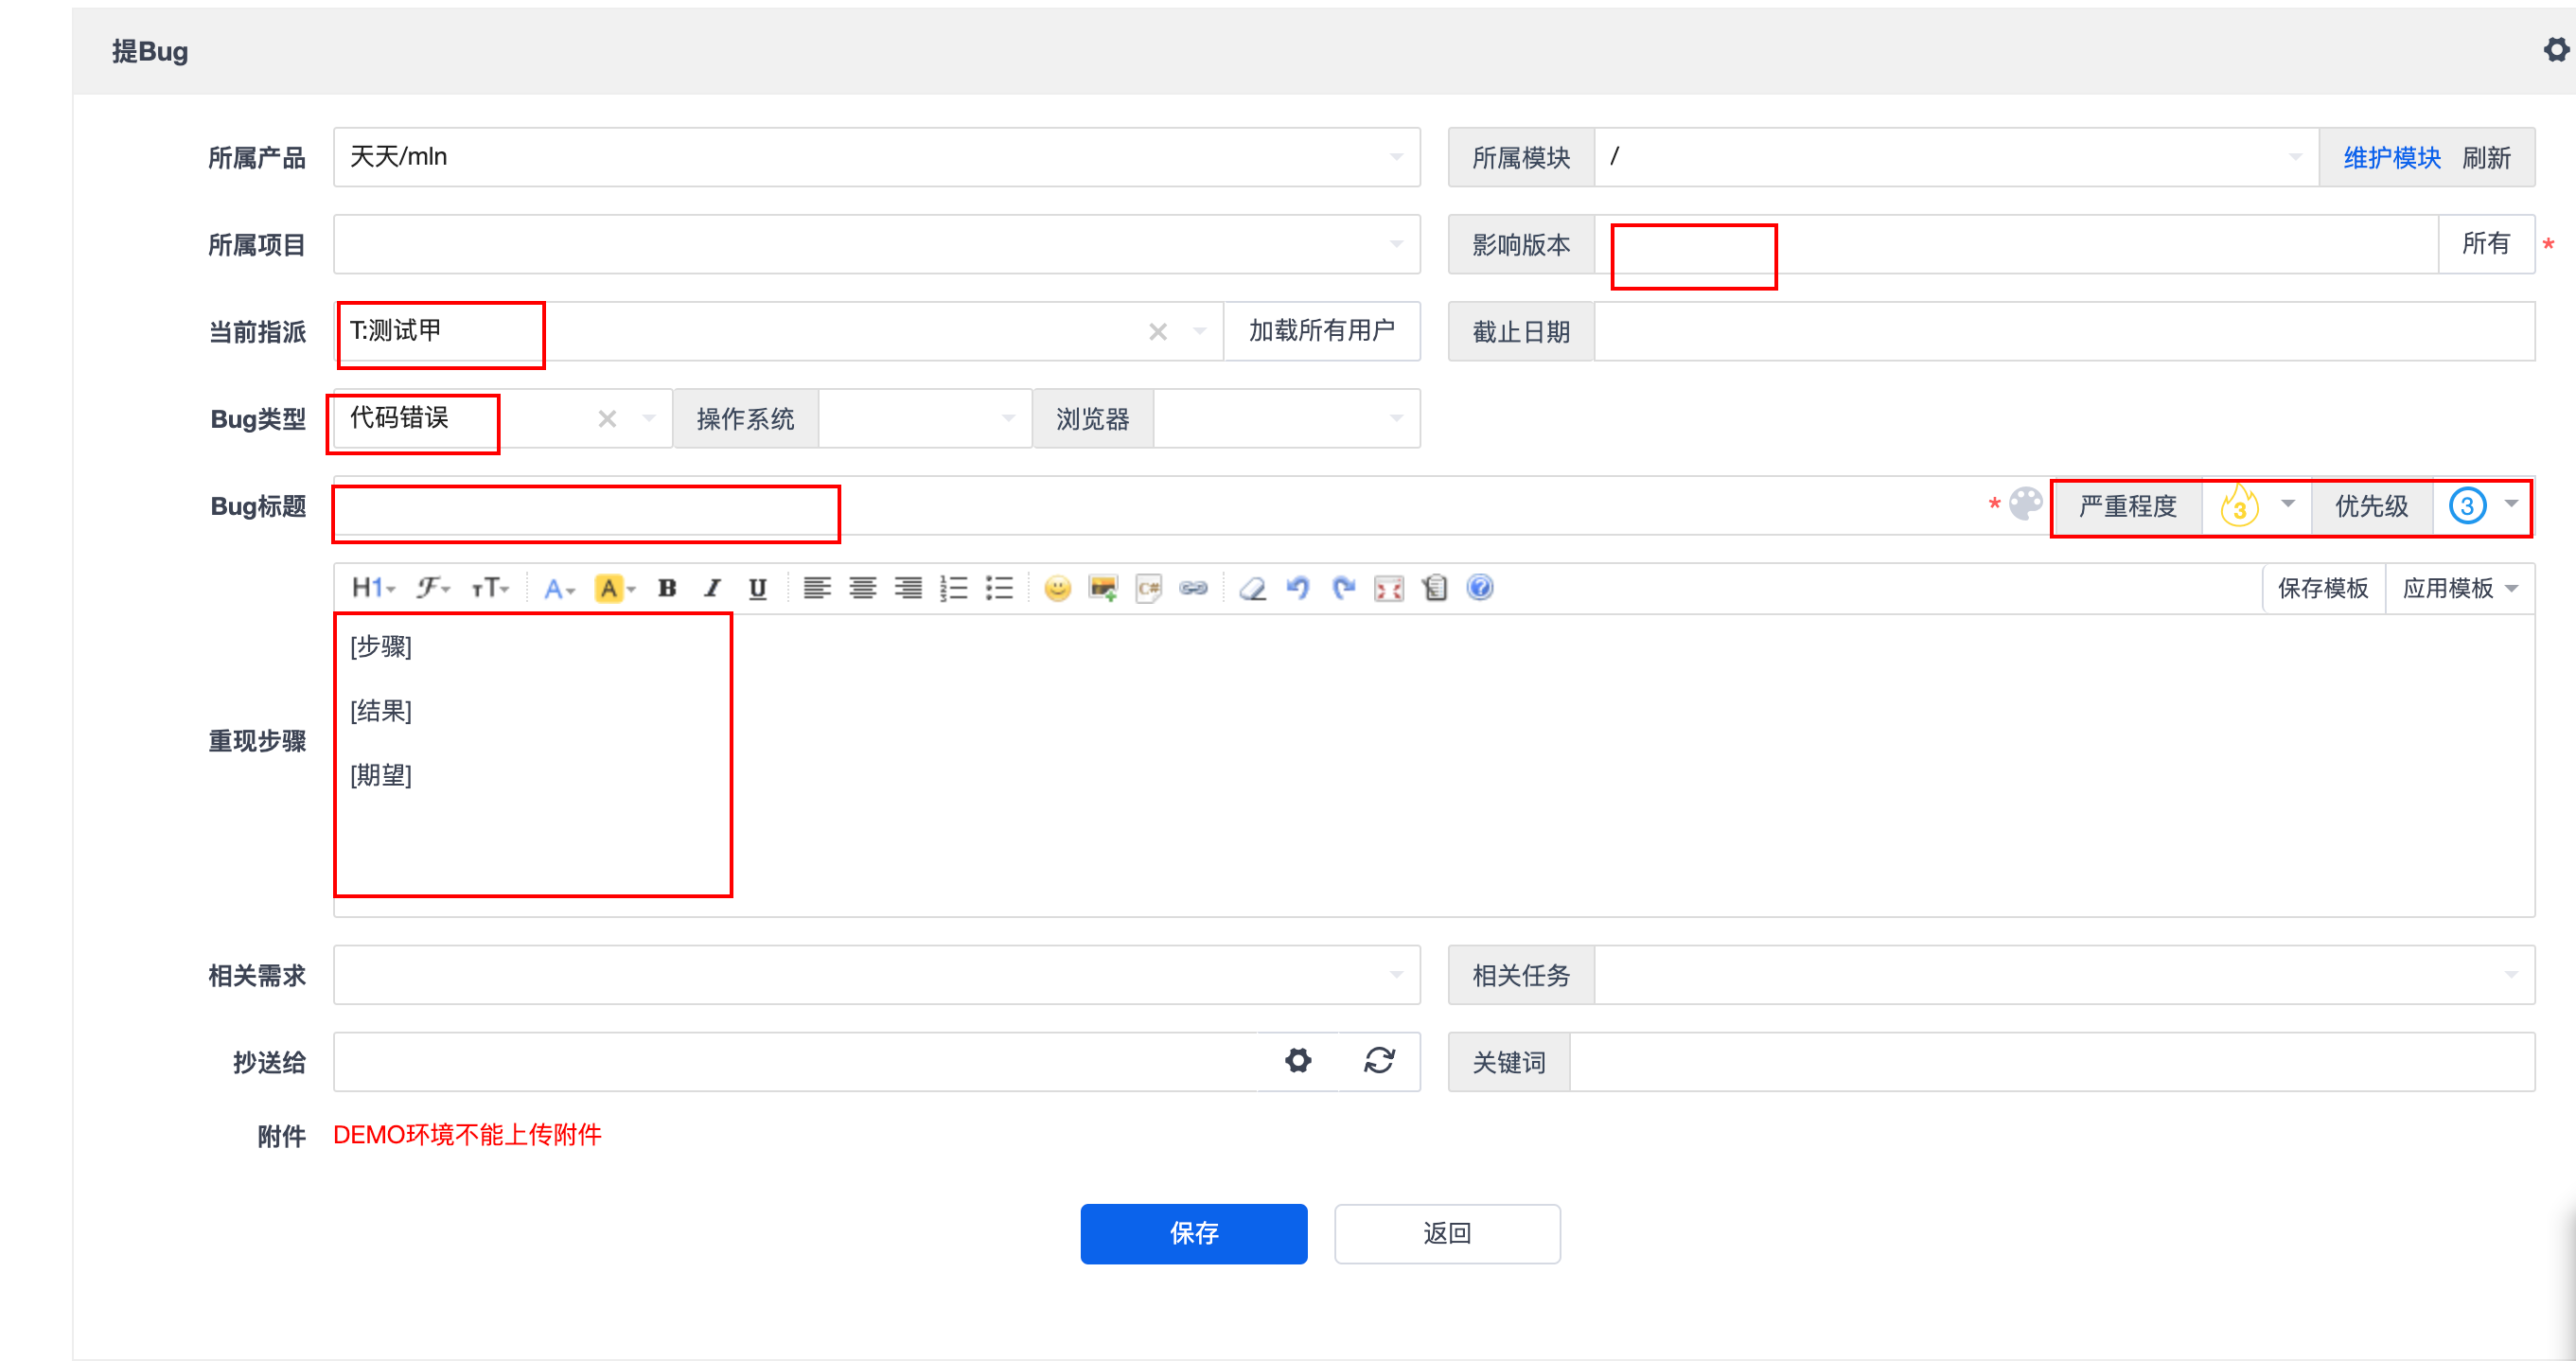 提Bug
所属产品 天天/mln 所属模块 / 维护模块 刷新
所属项目 影响版本 所有 *
当前指派 T:测试甲 × 加载所有用户 截止日期
Bug类型 代码错误 × 操作系统 浏览器
Bug标题 * 严重程度 3 优先级 3
H1 F TT A A B I U C# 保存模板 应用模板
重现步骤
[步骤]
[结果]
[期望]
相关需求 相关任务
抄送给 关键词
附件 DEMO环境不能上传附件
保存 返回